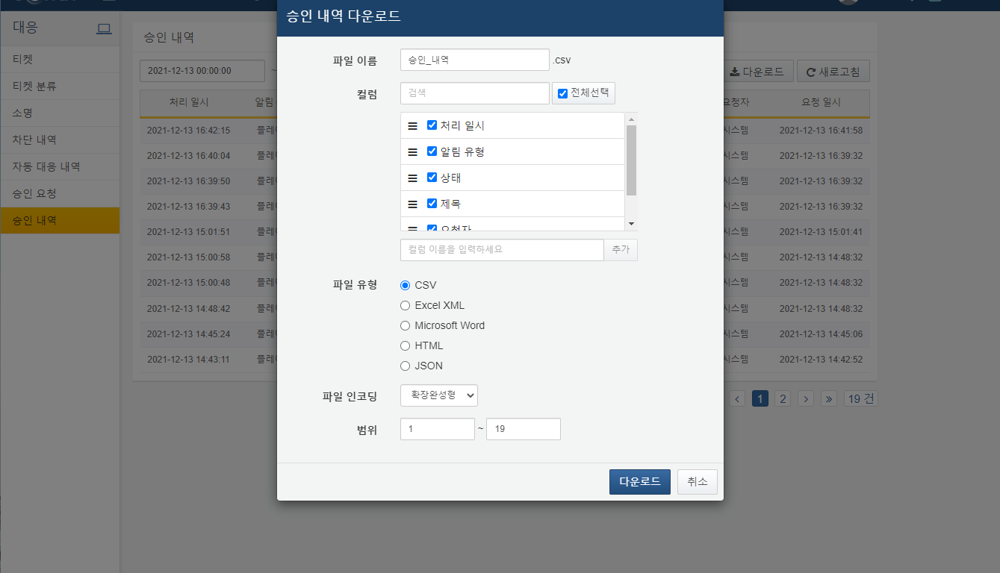 승인 내역 다운로드
대응
승인 내역
티켓
티켓 분류
소명
차단 내역
자동 대응 내역
승인 요청
승인 내역
2021-12-13 00:00:00 ~
다운로드 새로고침
처리 일시 알림 요청자 요청 일시
2021-12-13 16:42:15 플레 시스템 2021-12-13 16:41:58
2021-12-13 16:40:04 플레 시스템 2021-12-13 16:39:32
2021-12-13 16:39:50 플레 시스템 2021-12-13 16:39:32
2021-12-13 16:39:43 플레 시스템 2021-12-13 16:39:32
2021-12-13 15:01:51 플레 시스템 2021-12-13 15:01:41
2021-12-13 15:00:58 플레 시스템 2021-12-13 14:48:32
2021-12-13 15:00:48 플레 시스템 2021-12-13 14:48:32
2021-12-13 14:48:42 플레 시스템 2021-12-13 14:48:32
2021-12-13 14:45:24 플레 시스템 2021-12-13 14:45:06
2021-12-13 14:43:11 플레 시스템 2021-12-13 14:42:52
‹ 1 2 › » 19 건
파일 이름 승인_내역 .csv
컬럼 검색 전체선택
처리 일시
알림 유형
상태
제목
요청자
컬럼 이름을 입력하세요 추가
파일 유형 CSV
Excel XML
Microsoft Word
HTML
JSON
파일 인코딩 확장완성형
범위 1 ~ 19
다운로드 취소